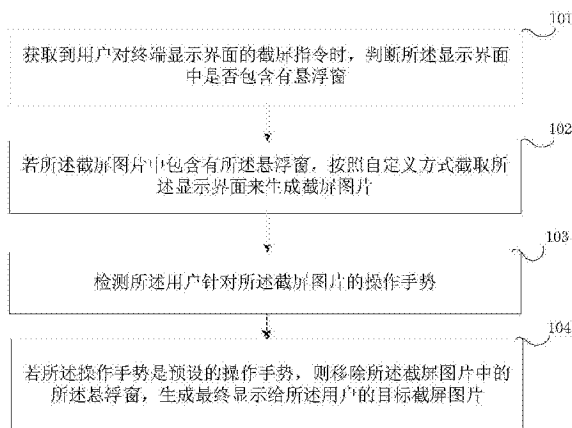 101
获取到用户对终端显示界面的截屏指令时，判断所述显示界面
中是否包含有悬浮窗
102
若所述截屏图片中包含有所述悬浮窗，按照自定义方式截取所
述显示界面来生成截屏图片
103
检测所述用户针对所述截屏图片的操作手势
104
若所述操作手势是预设的操作手势，则移除所述截屏图片中的
所述悬浮窗，生成最终显示给所述用户的目标截屏图片